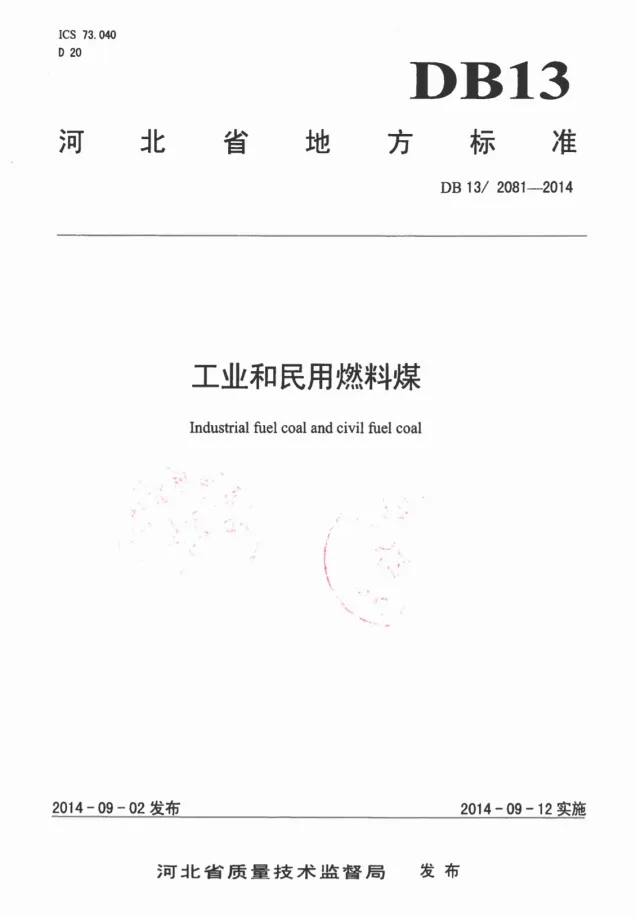 ICS 73.040
D 20
DB13
河北省地方标准
DB 13/ 2081—2014
工业和民用燃料煤
Industrial fuel coal and civil fuel coal
2014－09－02 发布
2014－09－12 实施
河北省质量技术监督局 发布